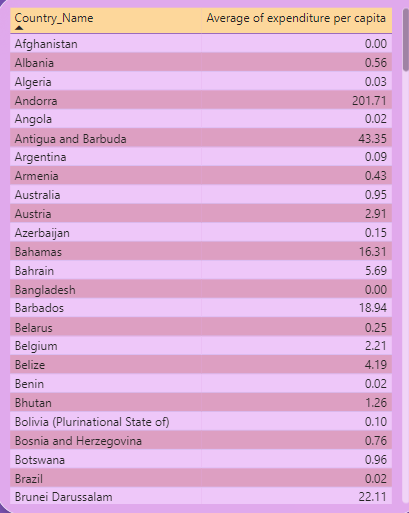 Country_Name Average of expenditure per capita
Afghanistan 0.00
Albania 0.56
Algeria 0.03
Andorra 201.71
Angola 0.02
Antigua and Barbuda 43.35
Argentina 0.09
Armenia 0.43
Australia 0.95
Austria 2.91
Azerbaijan 0.15
Bahamas 16.31
Bahrain 5.69
Bangladesh 0.00
Barbados 18.94
Belarus 0.25
Belgium 2.21
Belize 4.19
Benin 0.02
Bhutan 1.26
Bolivia (Plurinational State of) 0.10
Bosnia and Herzegovina 0.76
Botswana 0.96
Brazil 0.02
Brunei Darussalam 22.11